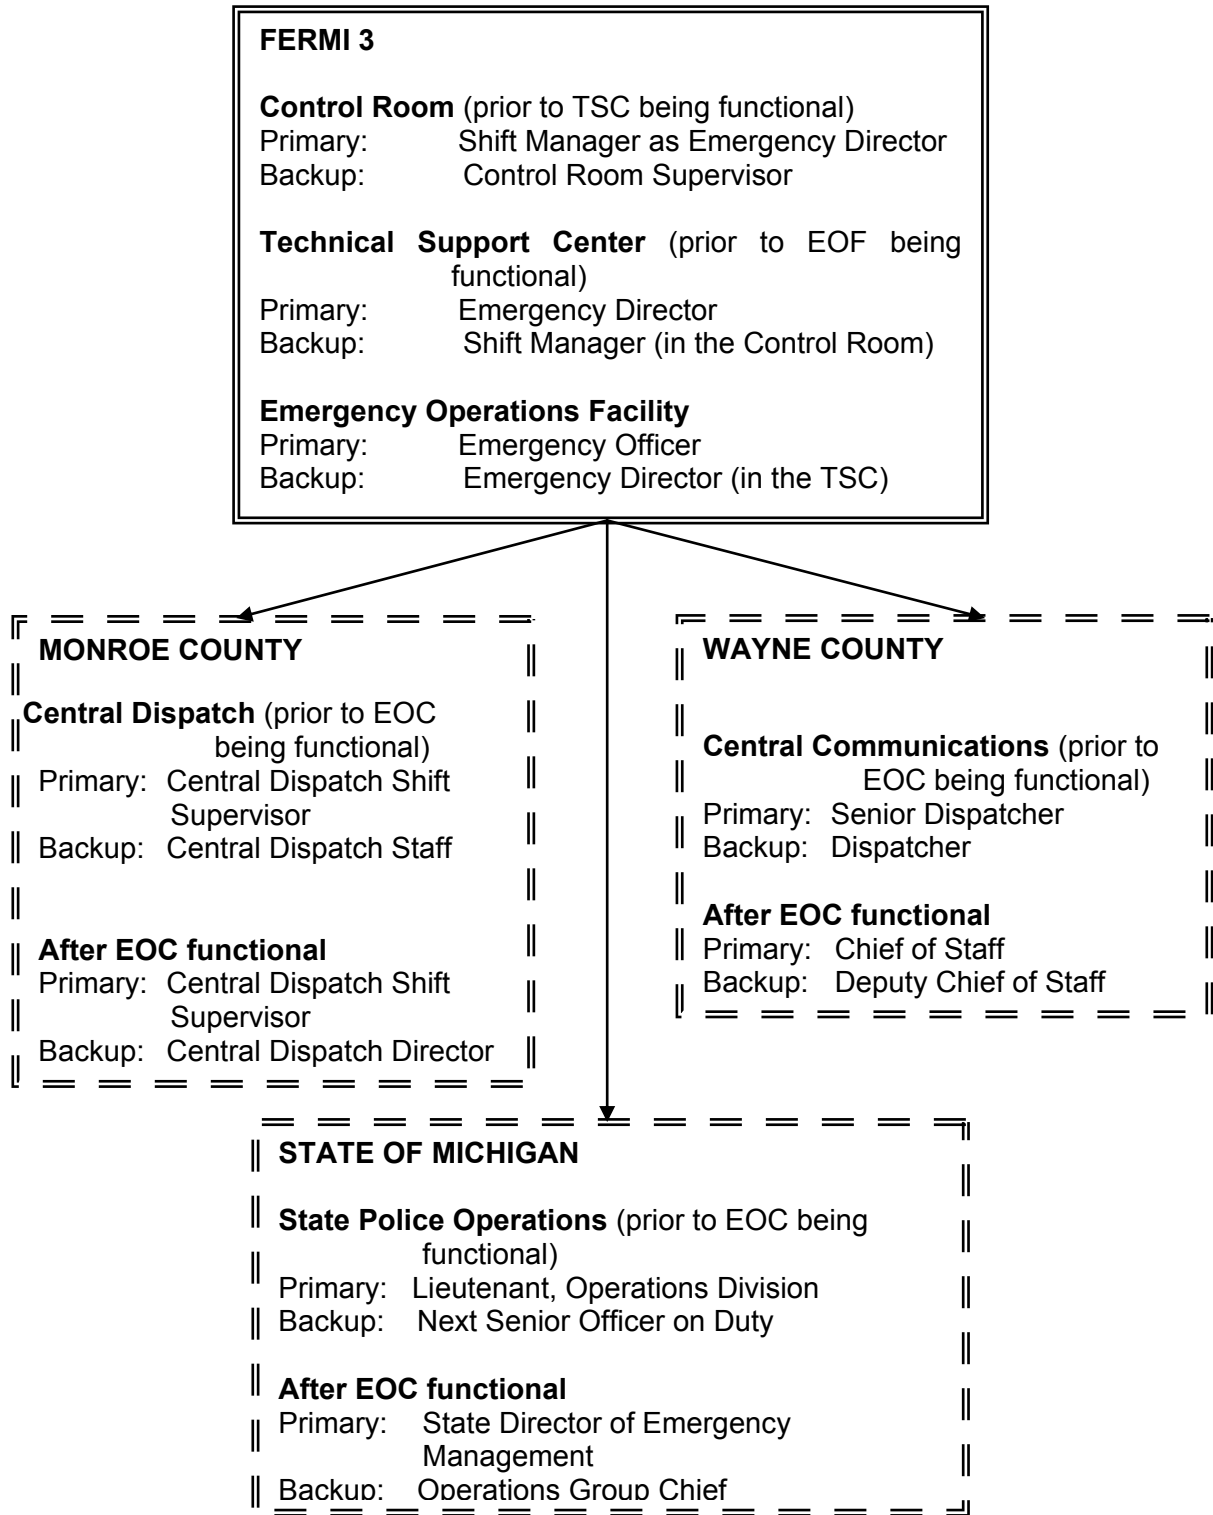 FERMI 3
Control Room (prior to TSC being functional)
Primary: Shift Manager as Emergency Director
Backup: Control Room Supervisor
Technical Support Center (prior to EOF being
functional)
Primary: Emergency Director
Backup: Shift Manager (in the Control Room)
Emergency Operations Facility
Primary: Emergency Officer
Backup: Emergency Director (in the TSC)
MONROE COUNTY
Central Dispatch (prior to EOC
being functional)
Primary: Central Dispatch Shift
Supervisor
Backup: Central Dispatch Staff
After EOC functional
Primary: Central Dispatch Shift
Supervisor
Backup: Central Dispatch Director
WAYNE COUNTY
Central Communications (prior to
EOC being functional)
Primary: Senior Dispatcher
Backup: Dispatcher
After EOC functional
Primary: Chief of Staff
Backup: Deputy Chief of Staff
STATE OF MICHIGAN
State Police Operations (prior to EOC being
functional)
Primary: Lieutenant, Operations Division
Backup: Next Senior Officer on Duty
After EOC functional
Primary: State Director of Emergency
Management
Backup: Operations Group Chief